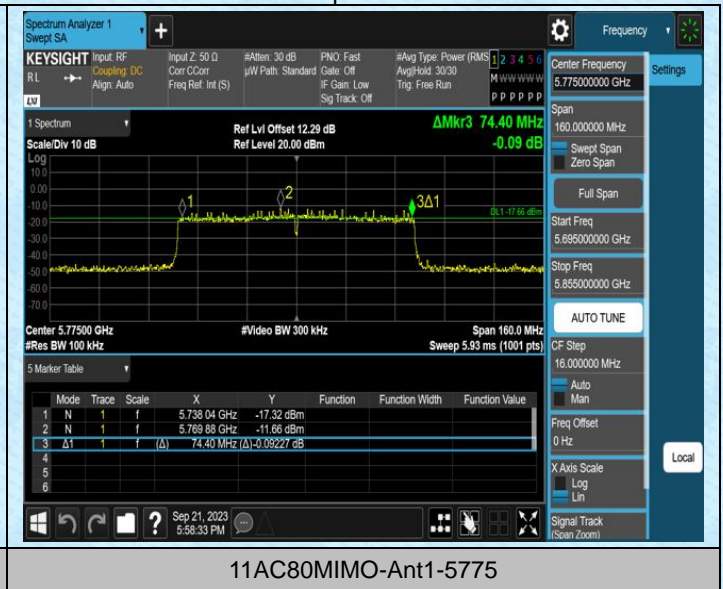 Spectrum Analyzer 1
Swept SA
+
Frequency
KEYSIGHT
RL
LXI
Input: RF
Coupling: DC
Align: Auto
Input Z: 50 Ω
Corr CCorr
Freq Ref: Int (S)
#Atten: 30 dB
µW Path: Standard
PNO: Fast
Gate: Off
IF Gain: Low
Sig Track: Off
#Avg Type: Power (RMS
Avg|Hold: 30/30
Trig: Free Run
1 2 3 4 5 6
M W W W W W
P P P P P P
Center Frequency
5.775000000 GHz
Settings
Span
160.000000 MHz
Swept Span
Zero Span
Full Span
Start Freq
5.695000000 GHz
Stop Freq
5.855000000 GHz
AUTO TUNE
CF Step
16.000000 MHz
Auto
Man
Freq Offset
0 Hz
X Axis Scale
Log
Lin
Signal Track
(Span Zoom)
Local
1 Spectrum
Scale/Div 10 dB
Ref Lvl Offset 12.29 dB
Ref Level 20.00 dBm
ΔMkr3 74.40 MHz
-0.09 dB
Log
10.0
0.00
-10.0
-20.0
-30.0
-40.0
-50.0
-60.0
-70.0
1
2
3Δ1
DL1 -17.66 dBm
Center 5.77500 GHz
#Res BW 100 kHz
#Video BW 300 kHz
Span 160.0 MHz
Sweep 5.93 ms (1001 pts)
5 Marker Table
Mode Trace Scale X Y Function Function Width Function Value
1 N 1 f 5.738 04 GHz -17.32 dBm
2 N 1 f 5.769 88 GHz -11.66 dBm
3 Δ1 1 f (Δ) 74.40 MHz (Δ) -0.09227 dB
4
5
6
?
Sep 21, 2023
5:58:33 PM
11AC80MIMO-Ant1-5775